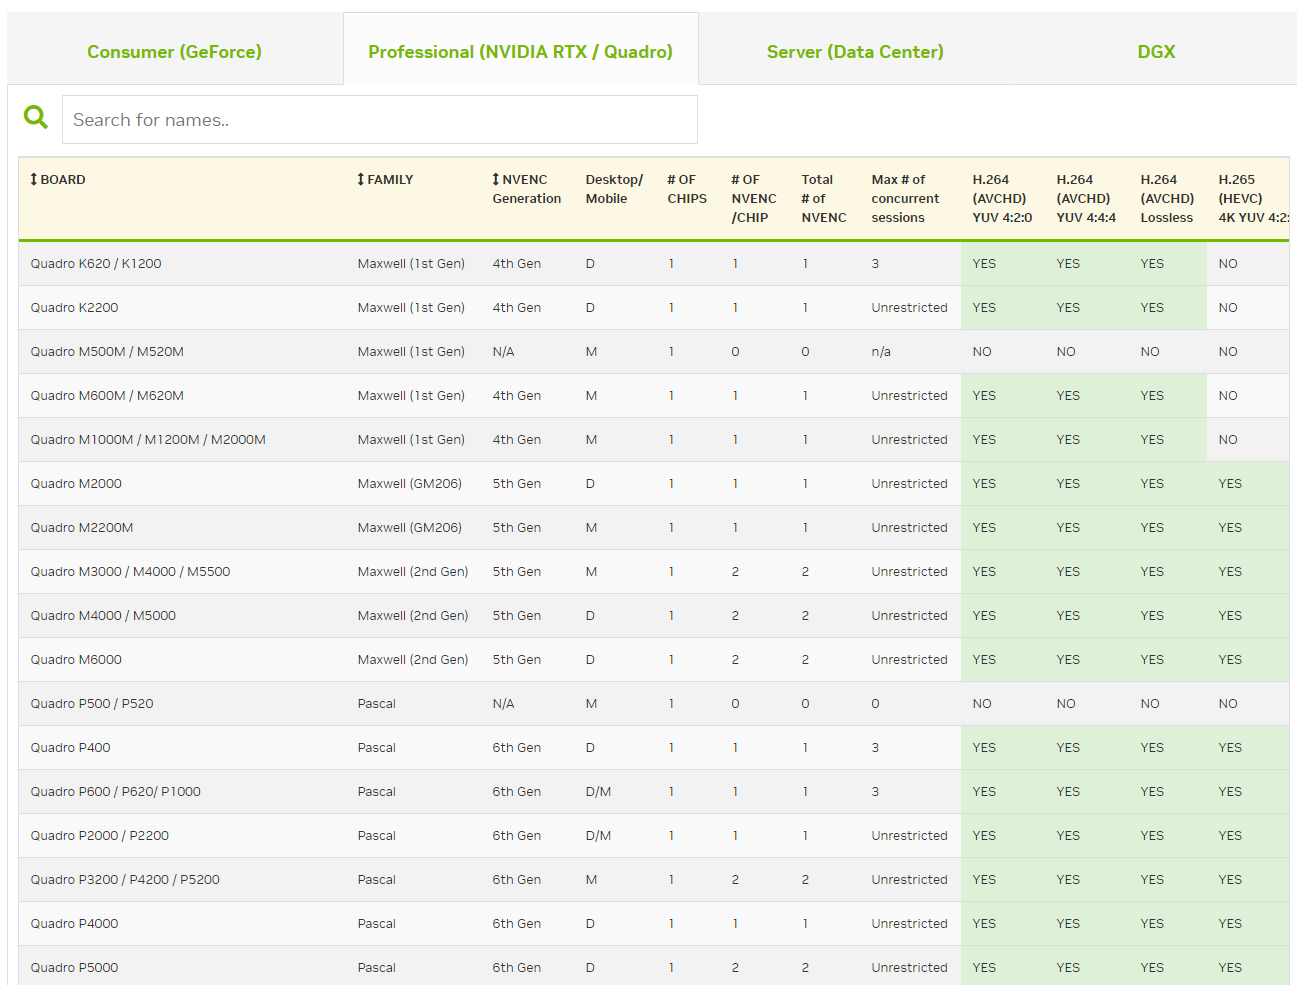 Consumer (GeForce) Professional (NVIDIA RTX / Quadro) Server (Data Center) DGX
Search for names..
BOARD FAMILY NVENC Generation Desktop/ Mobile # OF CHIPS # OF NVENC /CHIP Total # of NVENC Max # of concurrent sessions H.264 (AVCHD) YUV 4:2:0 H.264 (AVCHD) YUV 4:4:4 H.264 (AVCHD) Lossless H.265 (HEVC) 4K YUV 4:2:
Quadro K620 / K1200 Maxwell (1st Gen) 4th Gen D 1 1 1 3 YES YES YES NO
Quadro K2200 Maxwell (1st Gen) 4th Gen D 1 1 1 Unrestricted YES YES YES NO
Quadro M500M / M520M Maxwell (1st Gen) N/A M 1 0 0 n/a NO NO NO NO
Quadro M600M / M620M Maxwell (1st Gen) 4th Gen M 1 1 1 Unrestricted YES YES YES NO
Quadro M1000M / M1200M / M2000M Maxwell (1st Gen) 4th Gen M 1 1 1 Unrestricted YES YES YES NO
Quadro M2000 Maxwell (GM206) 5th Gen D 1 1 1 Unrestricted YES YES YES YES
Quadro M2200M Maxwell (GM206) 5th Gen M 1 1 1 Unrestricted YES YES YES YES
Quadro M3000 / M4000 / M5500 Maxwell (2nd Gen) 5th Gen M 1 2 2 Unrestricted YES YES YES YES
Quadro M4000 / M5000 Maxwell (2nd Gen) 5th Gen D 1 2 2 Unrestricted YES YES YES YES
Quadro M6000 Maxwell (2nd Gen) 5th Gen D 1 2 2 Unrestricted YES YES YES YES
Quadro P500 / P520 Pascal N/A M 1 0 0 0 NO NO NO NO
Quadro P400 Pascal 6th Gen D 1 1 1 3 YES YES YES YES
Quadro P600 / P620/ P1000 Pascal 6th Gen D/M 1 1 1 3 YES YES YES YES
Quadro P2000 / P2200 Pascal 6th Gen D/M 1 1 1 Unrestricted YES YES YES YES
Quadro P3200 / P4200 / P5200 Pascal 6th Gen M 1 2 2 Unrestricted YES YES YES YES
Quadro P4000 Pascal 6th Gen D 1 1 1 Unrestricted YES YES YES YES
Quadro P5000 Pascal 6th Gen D 1 2 2 Unrestricted YES YES YES YES